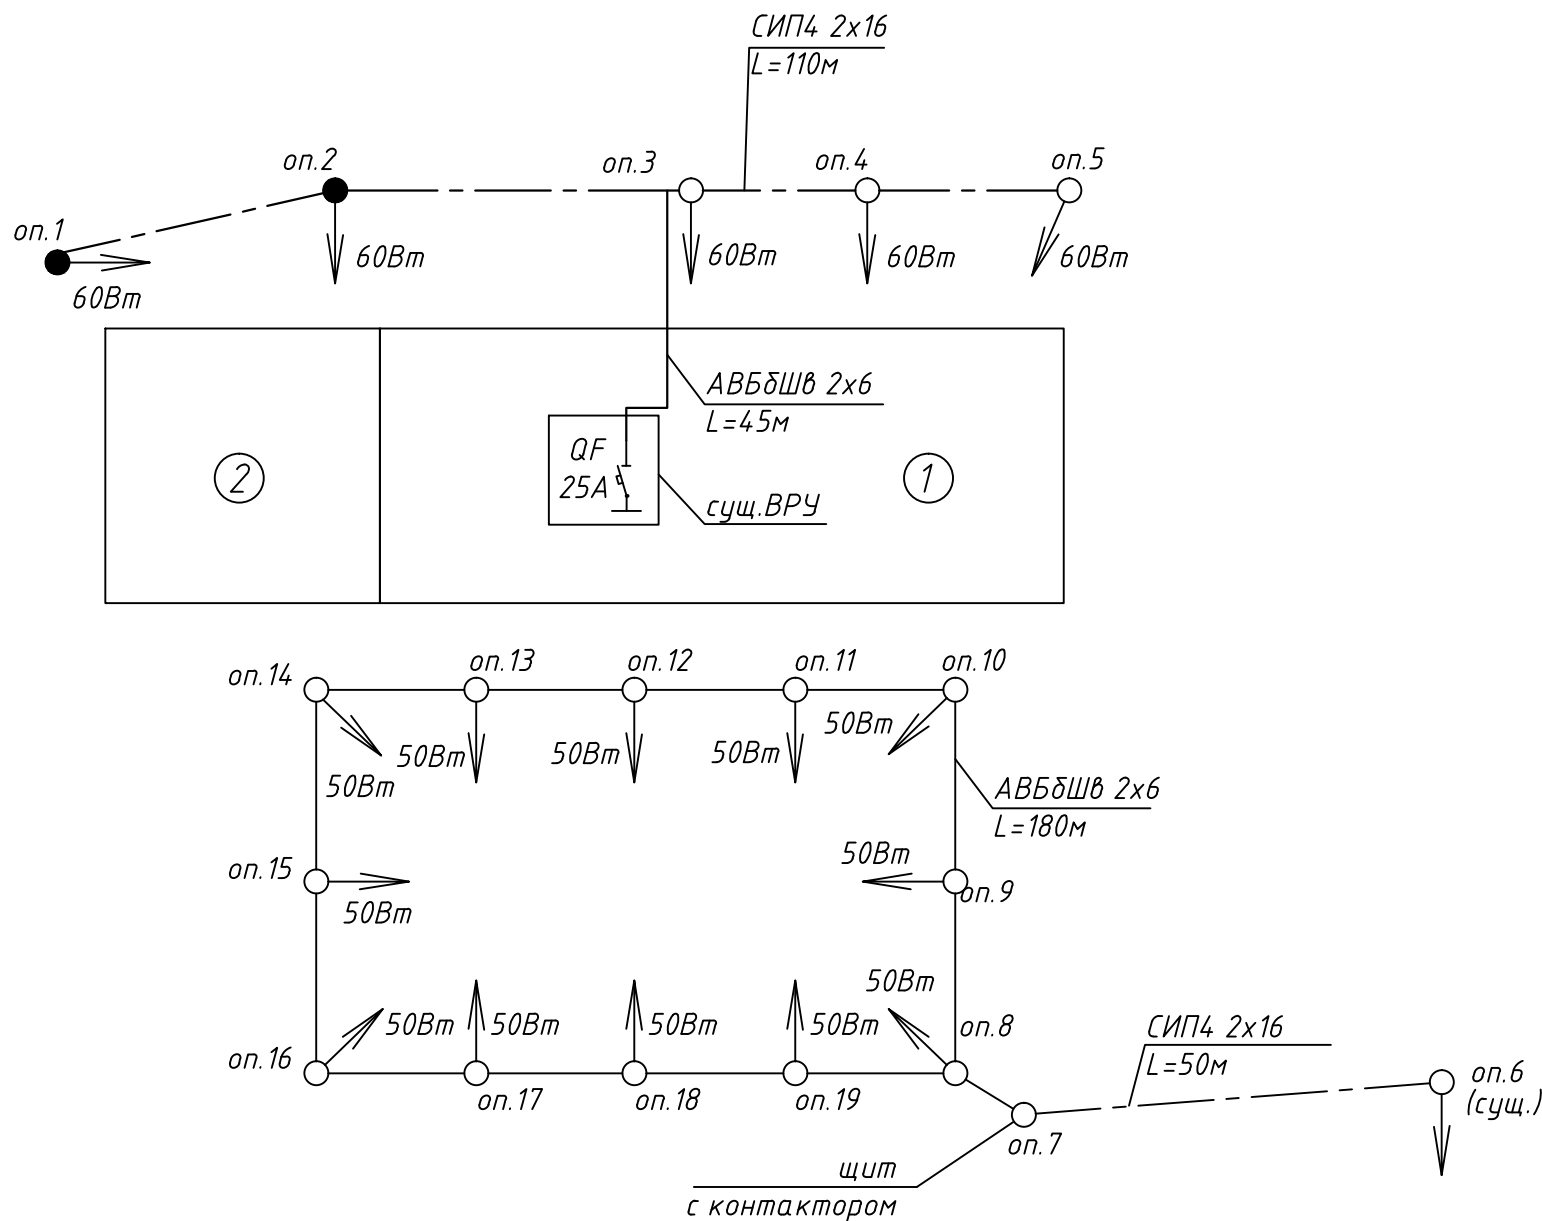 СИП4 2х16
L=110м
оп.1
оп.2
оп.3
оп.4
оп.5
60Вт
60Вт
60Вт
60Вт
60Вт
АВБбШв 2х6
L=45м
QF
25А
сущ.ВРУ
2
1
оп.14
оп.13
оп.12
оп.11
оп.10
50Вт
50Вт
50Вт
50Вт
50Вт
АВБбШв 2х6
L=180м
оп.15
50Вт
50Вт
оп.9
50Вт
50Вт
50Вт
50Вт
50Вт
оп.8
оп.16
оп.17
оп.18
оп.19
СИП4 2х16
L=50м
оп.6
(сущ.)
оп.7
щит
с контактором